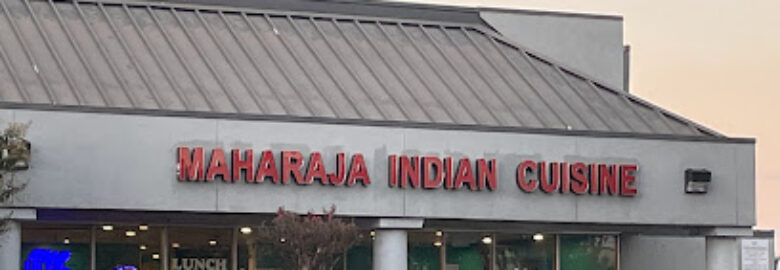 MAHARAJA INDIAN CUISINE
LUNCH